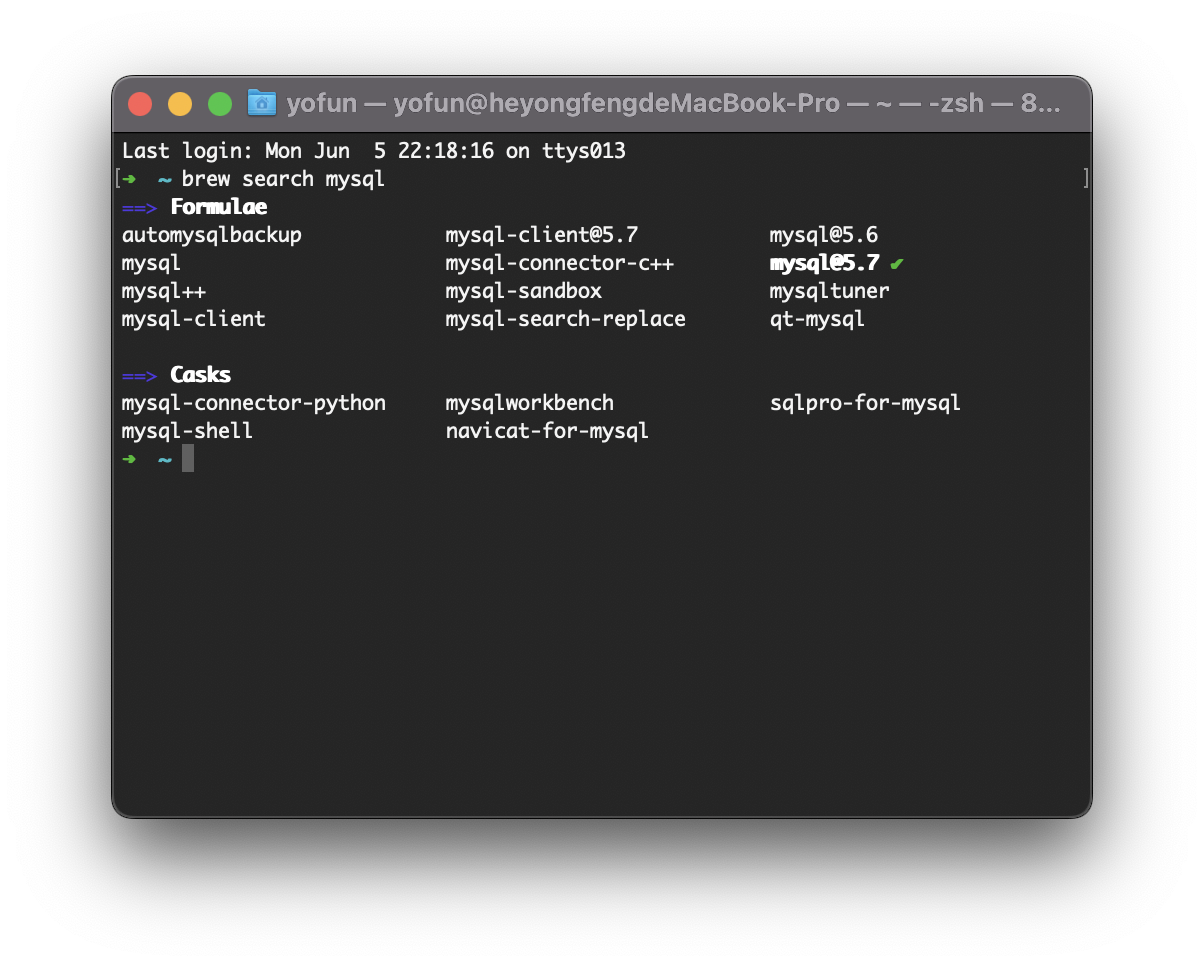 yofun — yofun@heyongfengdeMacBook-Pro — ~ — -zsh — 8...
Last login: Mon Jun  5 22:18:16 on ttys013
[➜  ~ brew search mysql ]
==> Formulae
automysqlbackup            mysql-client@5.7           mysql@5.6
mysql                      mysql-connector-c++        mysql@5.7 ✔
mysql++                    mysql-sandbox              mysqltuner
mysql-client               mysql-search-replace       qt-mysql
==> Casks
mysql-connector-python     mysqlworkbench             sqlpro-for-mysql
mysql-shell                navicat-for-mysql
➜  ~